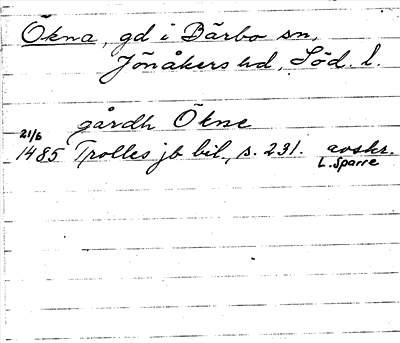 Ökna, gd i Bärbo sn,
Jönåkers hd, Söd. l.
gårdh Ökne
21/6
1485 Trolles jb bil., s. 231. avskr.
L. Sparre